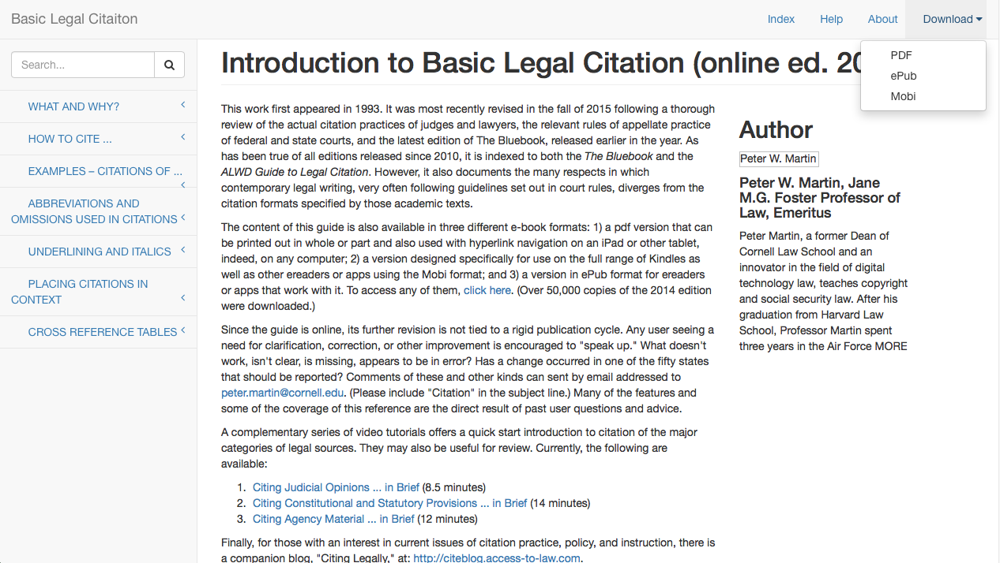 Basic Legal Citaiton
Index Help About Download
PDF
ePub
Mobi
Search...
WHAT AND WHY?
HOW TO CITE ...
EXAMPLES – CITATIONS OF ...
ABBREVIATIONS AND
OMISSIONS USED IN CITATIONS
UNDERLINING AND ITALICS
PLACING CITATIONS IN
CONTEXT
CROSS REFERENCE TABLES
Introduction to Basic Legal Citation (online ed. 20
This work first appeared in 1993. It was most recently revised in the fall of 2015 following a thorough
review of the actual citation practices of judges and lawyers, the relevant rules of appellate practice
of federal and state courts, and the latest edition of The Bluebook, released earlier in the year. As
has been true of all editions released since 2010, it is indexed to both the The Bluebook and the
ALWD Guide to Legal Citation. However, it also documents the many respects in which
contemporary legal writing, very often following guidelines set out in court rules, diverges from the
citation formats specified by those academic texts.
The content of this guide is also available in three different e-book formats: 1) a pdf version that can
be printed out in whole or part and also used with hyperlink navigation on an iPad or other tablet,
indeed, on any computer; 2) a version designed specifically for use on the full range of Kindles as
well as other ereaders or apps using the Mobi format; and 3) a version in ePub format for ereaders
or apps that work with it. To access any of them, click here. (Over 50,000 copies of the 2014 edition
were downloaded.)
Since the guide is online, its further revision is not tied to a rigid publication cycle. Any user seeing a
need for clarification, correction, or other improvement is encouraged to "speak up." What doesn't
work, isn't clear, is missing, appears to be in error? Has a change occurred in one of the fifty states
that should be reported? Comments of these and other kinds can sent by email addressed to
peter.martin@cornell.edu. (Please include "Citation" in the subject line.) Many of the features and
some of the coverage of this reference are the direct result of past user questions and advice.
A complementary series of video tutorials offers a quick start introduction to citation of the major
categories of legal sources. They may also be useful for review. Currently, the following are
available:
1. Citing Judicial Opinions ... in Brief (8.5 minutes)
2. Citing Constitutional and Statutory Provisions ... in Brief (14 minutes)
3. Citing Agency Material ... in Brief (12 minutes)
Finally, for those with an interest in current issues of citation practice, policy, and instruction, there is
a companion blog, "Citing Legally," at: http://citeblog.access-to-law.com.
Author
Peter W. Martin
Peter W. Martin, Jane
M.G. Foster Professor of
Law, Emeritus
Peter Martin, a former Dean of
Cornell Law School and an
innovator in the field of digital
technology law, teaches copyright
and social security law. After his
graduation from Harvard Law
School, Professor Martin spent
three years in the Air Force MORE